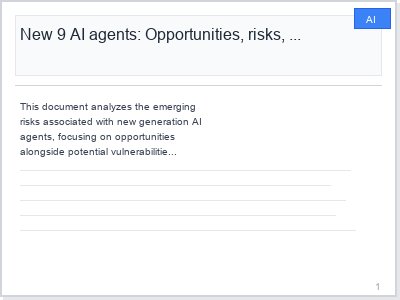 AI
New 9 AI agents: Opportunities, risks, ...
This document analyzes the emerging
risks associated with new generation AI
agents, focusing on opportunities
alongside potential vulnerabilitie...
1